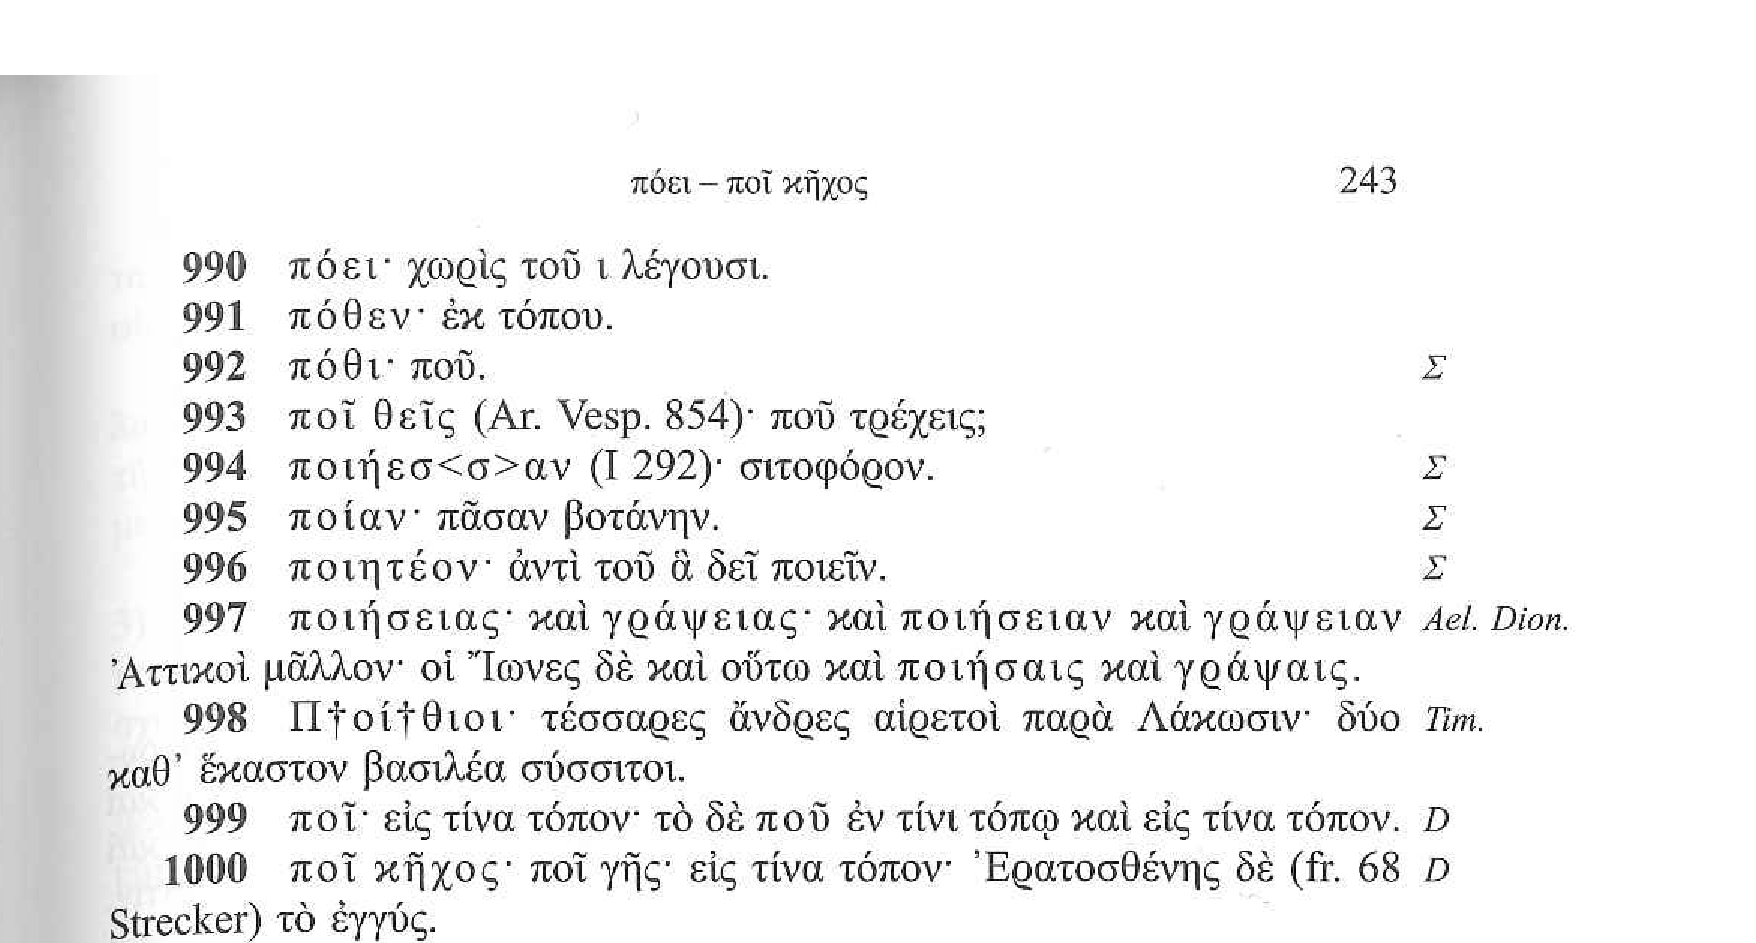 πόει – ποῖ κῆχος 243
990 πόει· χωρὶς τοῦ ι λέγουσι.
991 πόθεν· ἐκ τόπου.
992 πόθι· ποῦ. Σ
993 ποῖ θεῖς (Ar. Vesp. 854)· ποῦ τρέχεις;
994 ποιήεσ<σ>αν (I 292)· σιτοφόρον. Σ
995 ποίαν· πᾶσαν βοτάνην. Σ
996 ποιητέον· ἀντὶ τοῦ ἃ δεῖ ποιεῖν. Σ
997 ποιήσειας· καὶ γράψειας· καὶ ποιήσειαν καὶ γράψειαν Ael. Dion.
Ἀττικοὶ μᾶλλον· οἱ Ἴωνες δὲ καὶ οὕτω καὶ ποιήσαις καὶ γράψαις.
998 Π†οί†θιοι· τέσσαρες ἄνδρες αἱρετοὶ παρὰ Λάκωσιν· δύο Tim.
καθ’ ἕκαστον βασιλέα σύσσιτοι.
999 ποῖ· εἰς τίνα τόπον· τὸ δὲ ποῦ ἐν τίνι τόπῳ καὶ εἰς τίνα τόπον. D
1000 ποῖ κῆχος· ποῖ γῆς· εἰς τίνα τόπον· Ἐρατοσθένης δὲ (fr. 68 D
Strecker) τὸ ἐγγύς.